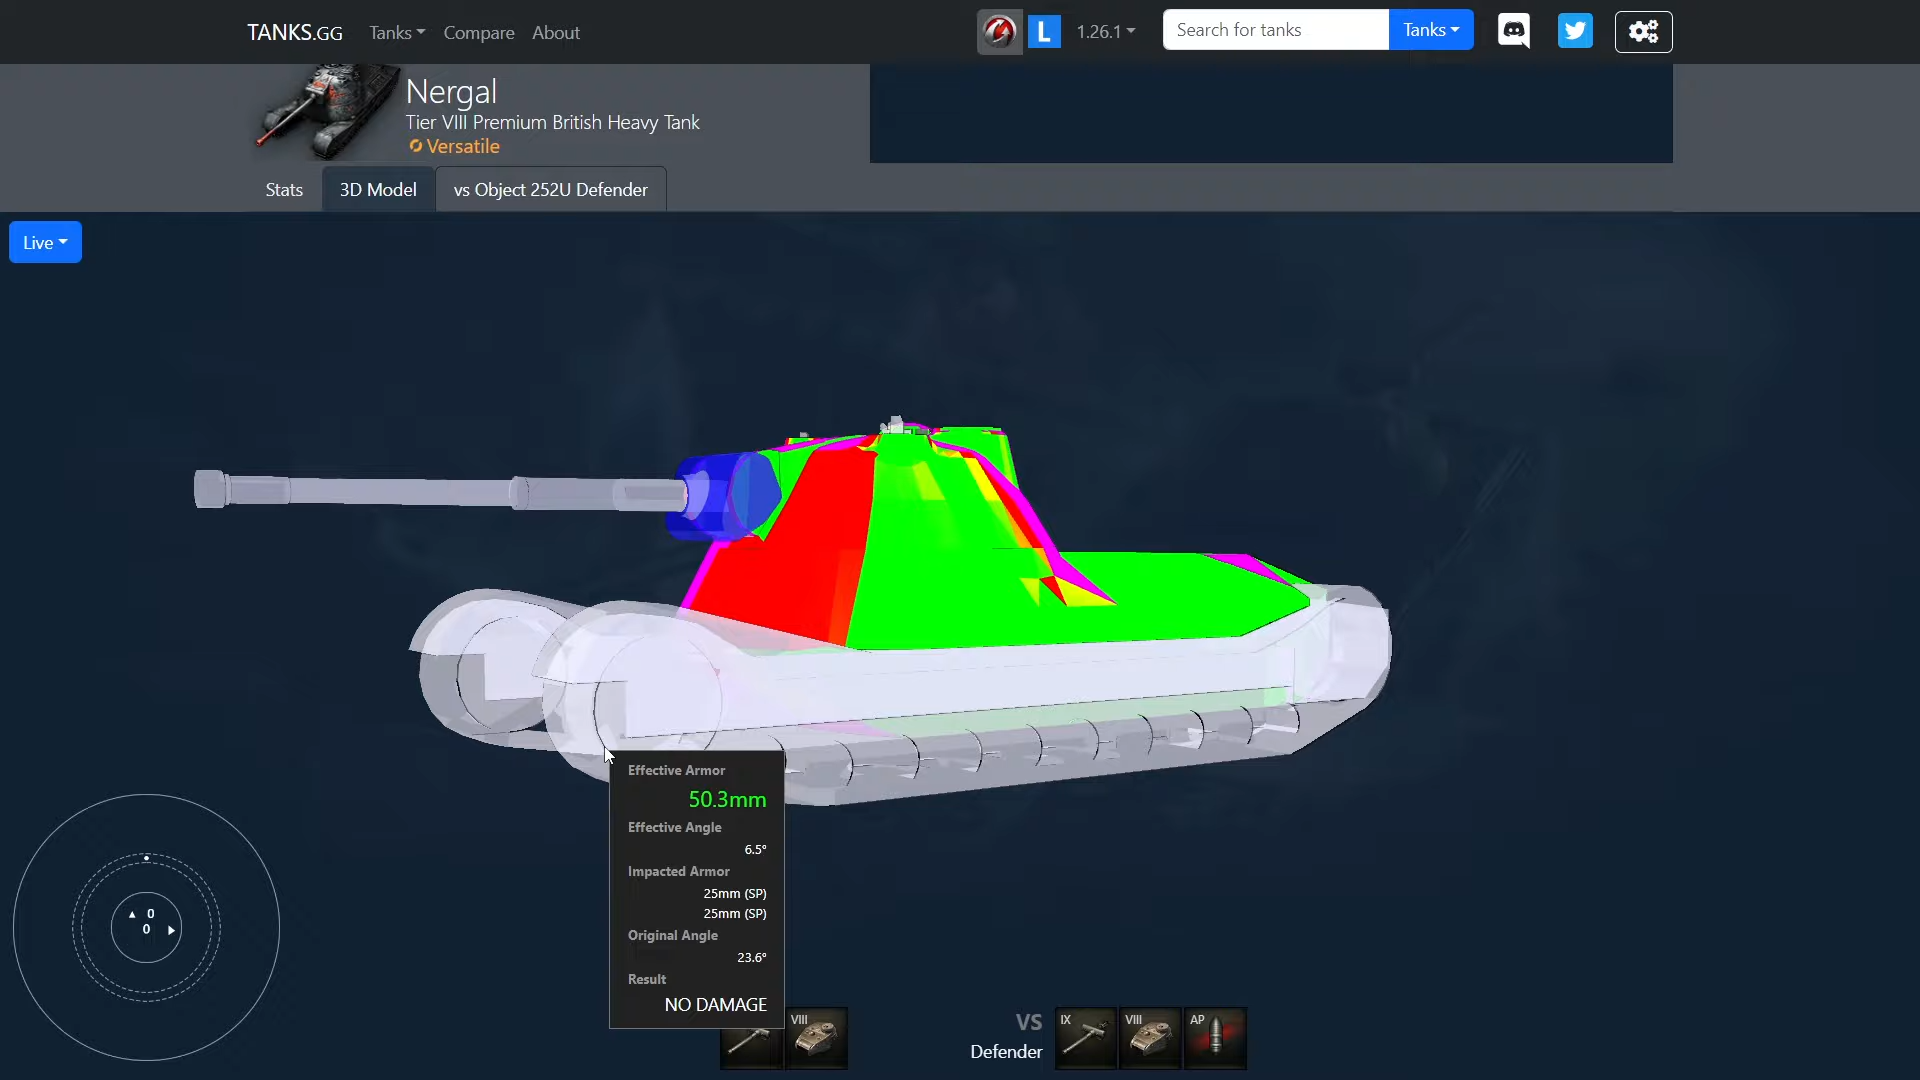 TANKS.GG
Tanks
Compare
About
L
1.26.1
Search for tanks
Tanks
Nergal
Tier VIII Premium British Heavy Tank
Versatile
Stats
3D Model
vs Object 252U Defender
Live
Effective Armor
50.3mm
Effective Angle
6.5°
Impacted Armor
25mm (SP)
25mm (SP)
Original Angle
23.6°
Result
NO DAMAGE
0
0
VIII
VS
Defender
IX
VIII
AP